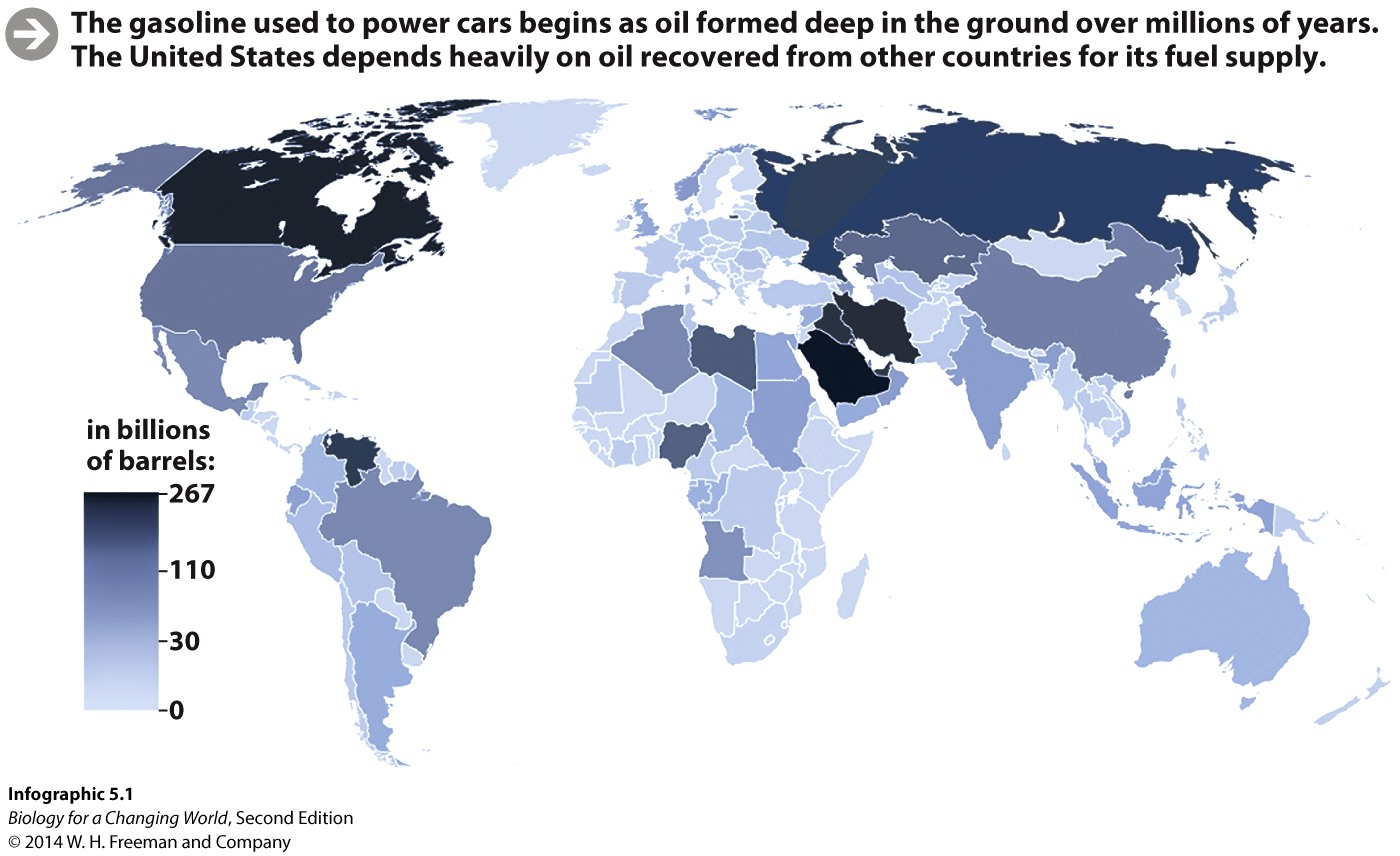 The gasoline used to power cars begins as oil formed deep in the ground over millions of years.
The United States depends heavily on oil recovered from other countries for its fuel supply.
in billions
of barrels:
267
110
30
0
Infographic 5.1
Biology for a Changing World, Second Edition
© 2014 W. H. Freeman and Company